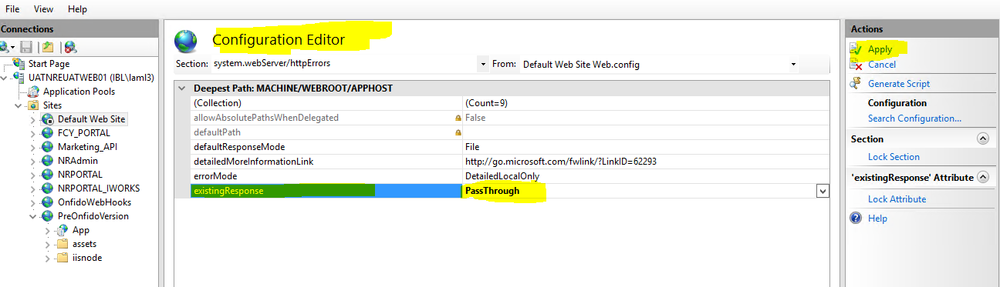 File View Help
Connections
Start Page
UATNREUATWEB01 (IBL\laml3)
Application Pools
Sites
Default Web Site
FCY_PORTAL
Marketing_API
NRAdmin
NRPORTAL
NRPORTAL_IWORKS
OnfidoWebHooks
PreOnfidoVersion
App
assets
iisnode
Configuration Editor
Section: system.webServer/httpErrors From: Default Web Site Web.config
Deepest Path: MACHINE/WEBROOT/APPHOST
(Collection) (Count=9)
allowAbsolutePathsWhenDelegated False
defaultPath
defaultResponseMode File
detailedMoreInformationLink http://go.microsoft.com/fwlink/?LinkID=62293
errorMode DetailedLocalOnly
existingResponse PassThrough
Actions
Apply
Cancel
Generate Script
Configuration
Search Configuration...
Section
Lock Section
'existingResponse' Attribute
Lock Attribute
Help